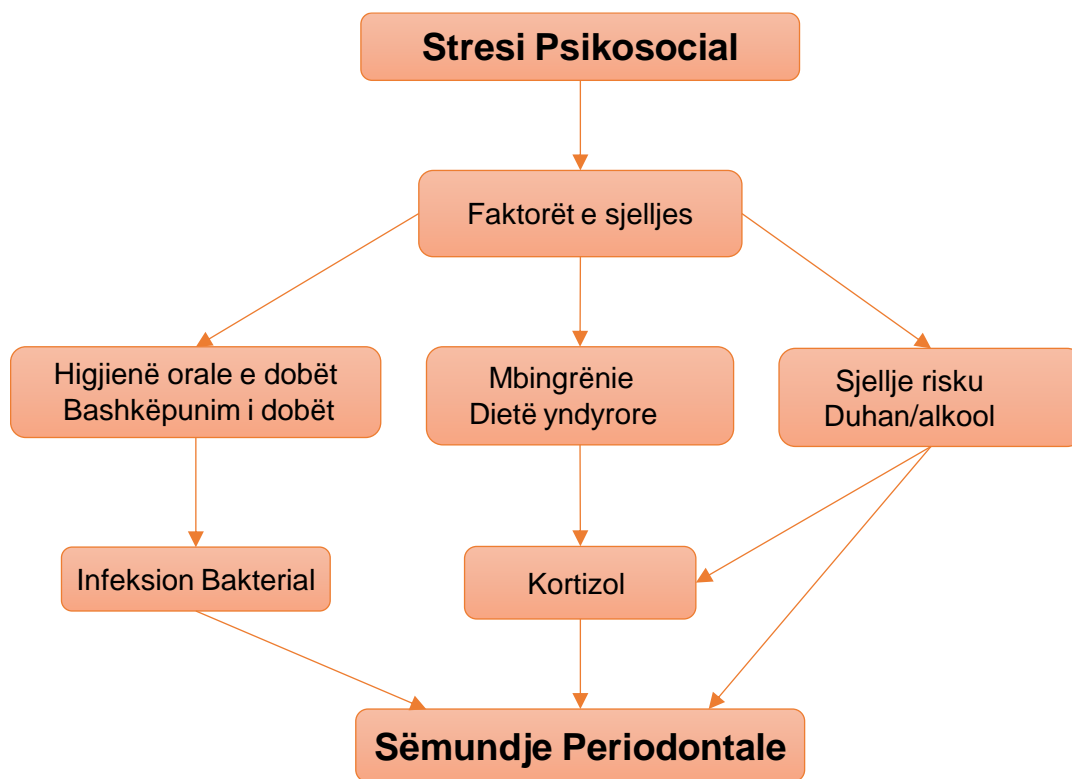 Stresi Psikosocial
Faktorët e sjelljes
Higjienë orale e dobët
Bashkëpunim i dobët
Mbingrënie
Dietë yndyrore
Sjellje risku
Duhan/alkool
Infeksion Bakterial
Kortizol
Sëmundje Periodontale